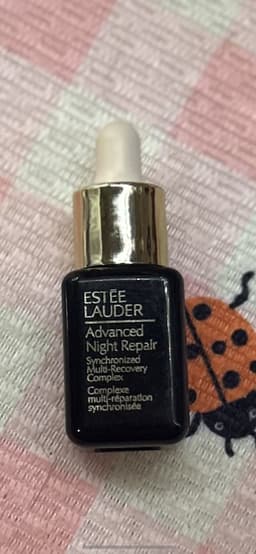 ESTĒE
LAUDER
Advanced
Night Repair
Synchronized
Multi-Recovery
Complex
Complexe
multi-réparation
synchronisée